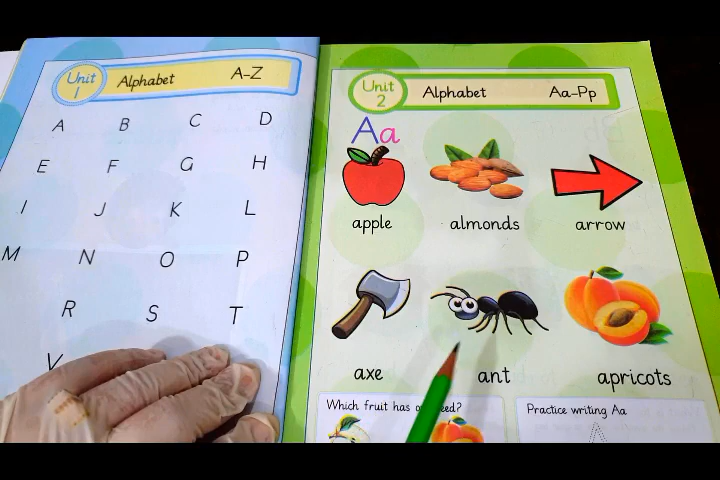 Unit 1 Alphabet A-Z
A B C D
E F G H
I J K L
M N O P
R S T
V
Unit 2 Alphabet Aa-Pp
Aa
apple almonds arrow
axe ant apricots
Which fruit has seed?
Practice writing Aa